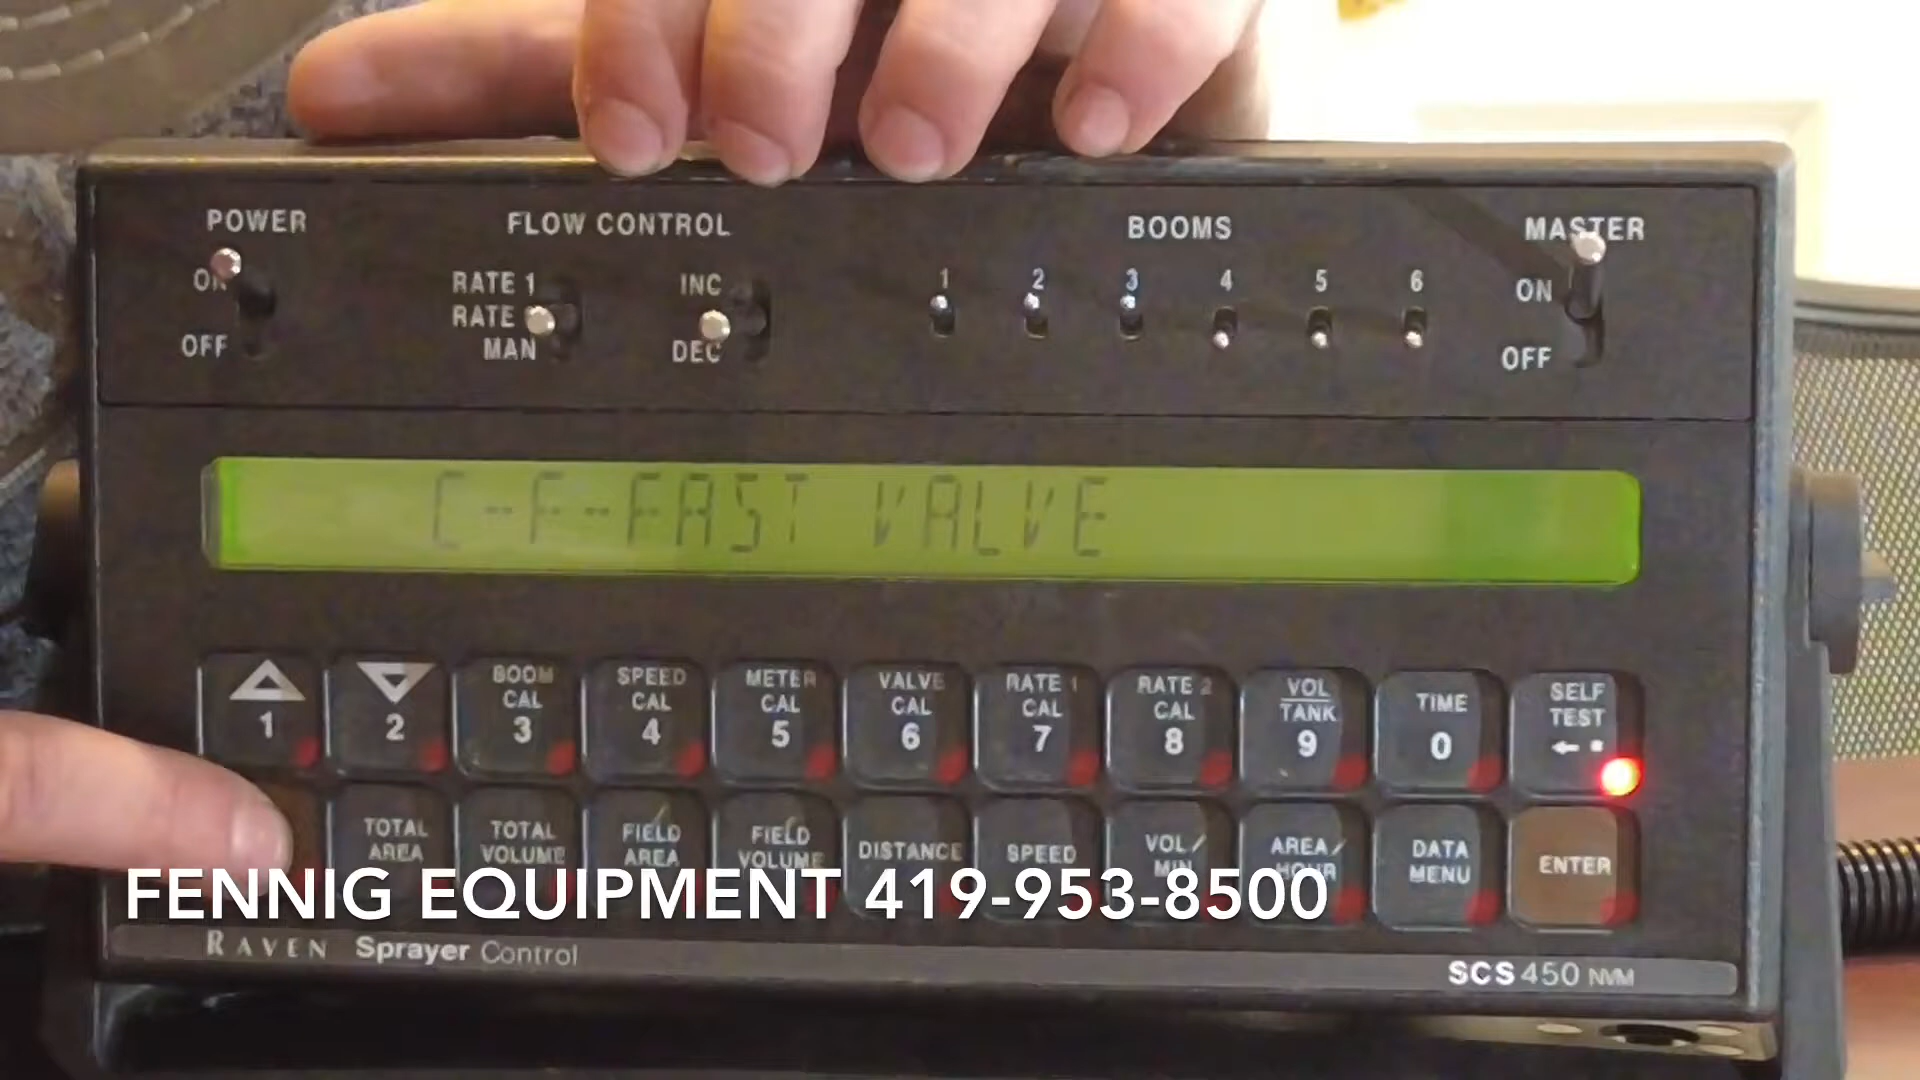 POWER
FLOW CONTROL
BOOMS
MASTER
RATE 1
INC
1 2 3 4 5 6
ON
RATE
OFF
MAN
DEC
OFF
C-F-FAST VALVE
1
2
BOOM CAL 3
SPEED CAL 4
METER CAL 5
VALVE CAL 6
RATE 1 CAL 7
RATE 2 CAL 8
VOL TANK 9
TIME 0
SELF TEST
TOTAL AREA
TOTAL VOLUME
FIELD AREA
FIELD VOLUME
DISTANCE
SPEED
VOL/ MIN
AREA/ HOUR
DATA MENU
ENTER
FENNIG EQUIPMENT 419-953-8500
RAVEN Sprayer Control
SCS 450 NVM